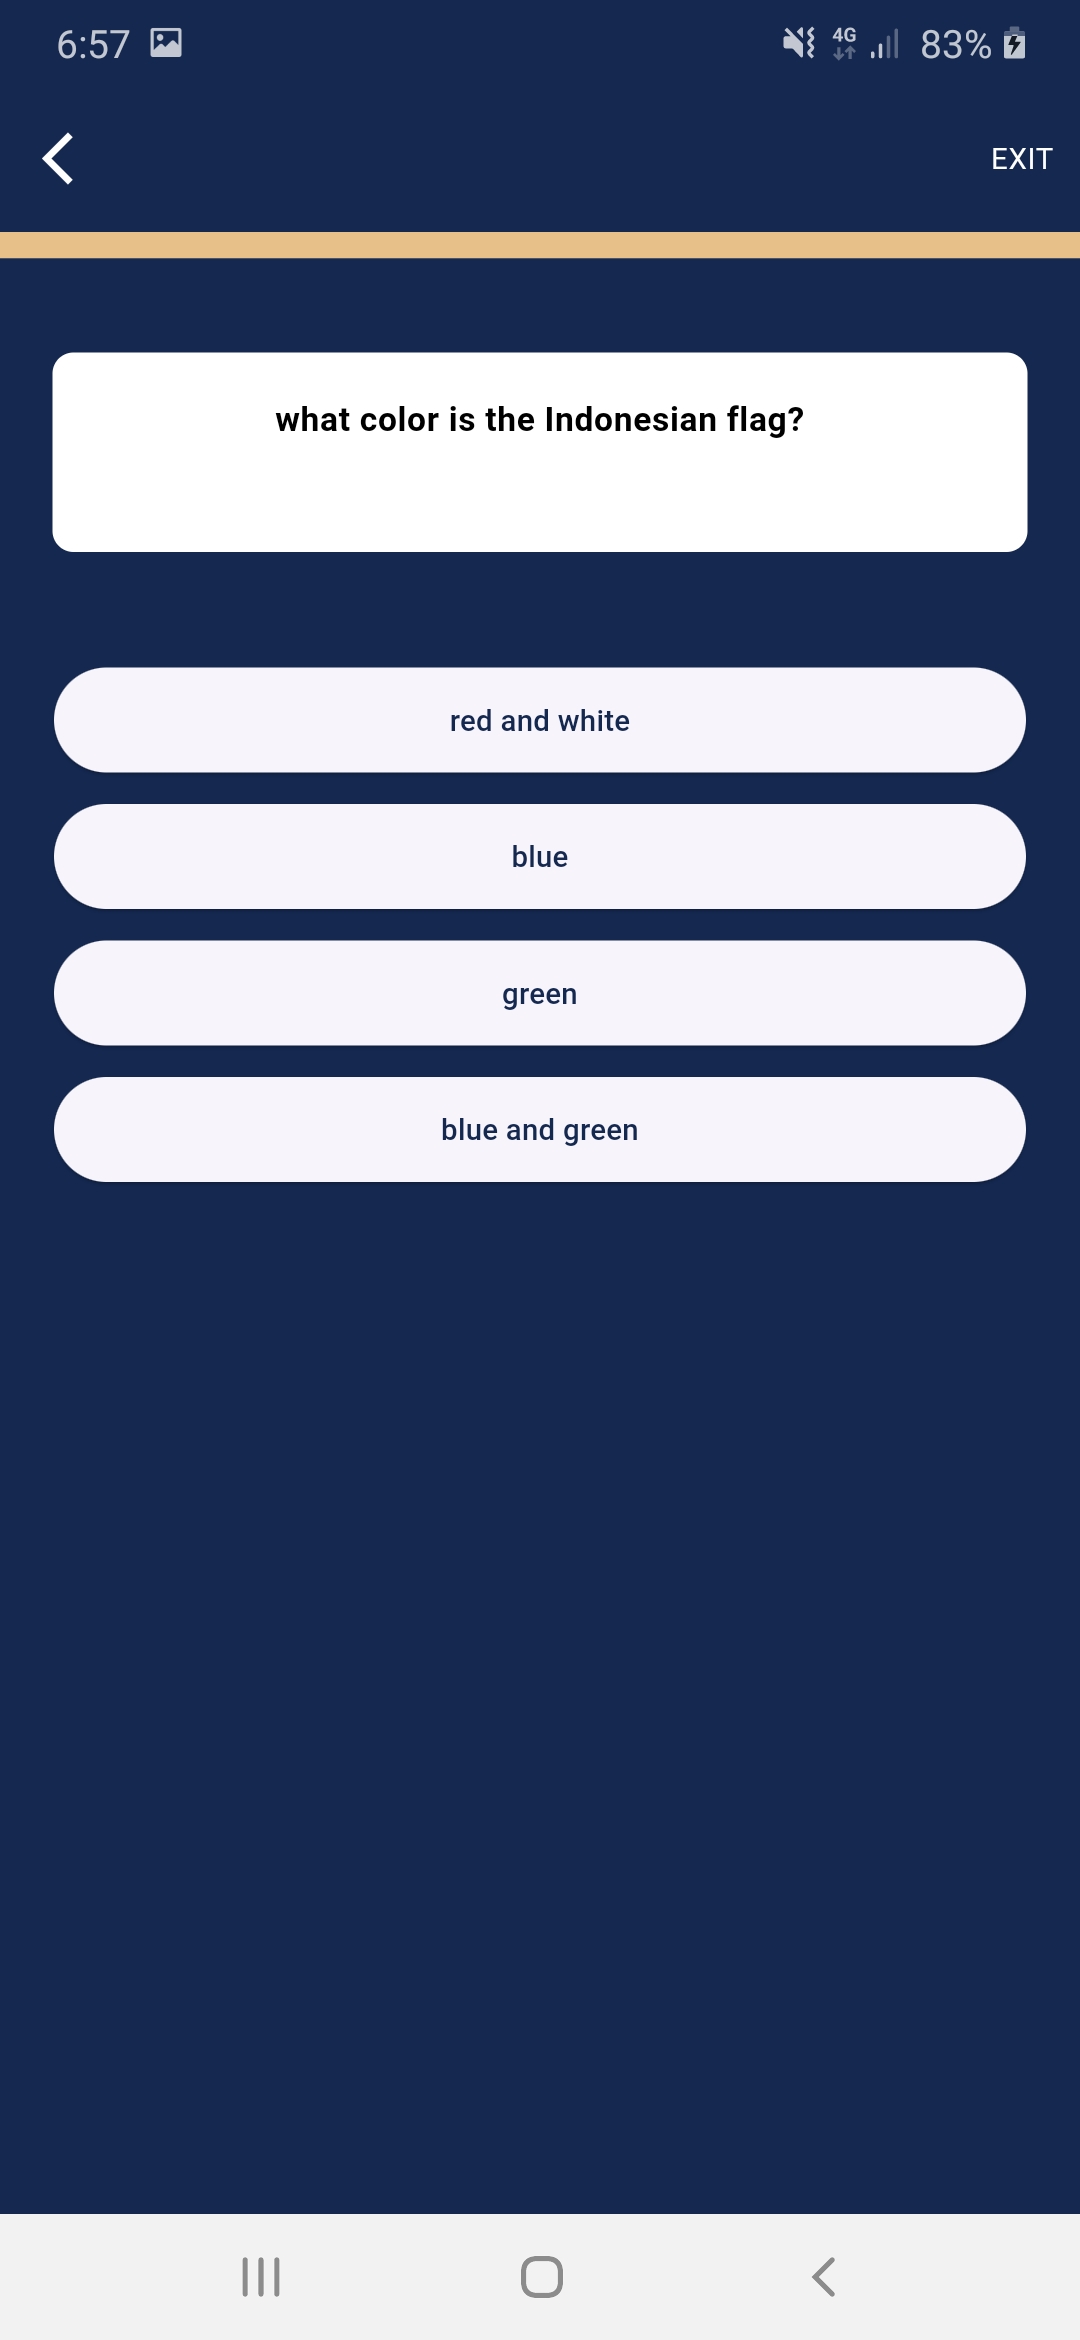 6:57 4G 83%
EXIT
what color is the Indonesian flag?
red and white
blue
green
blue and green